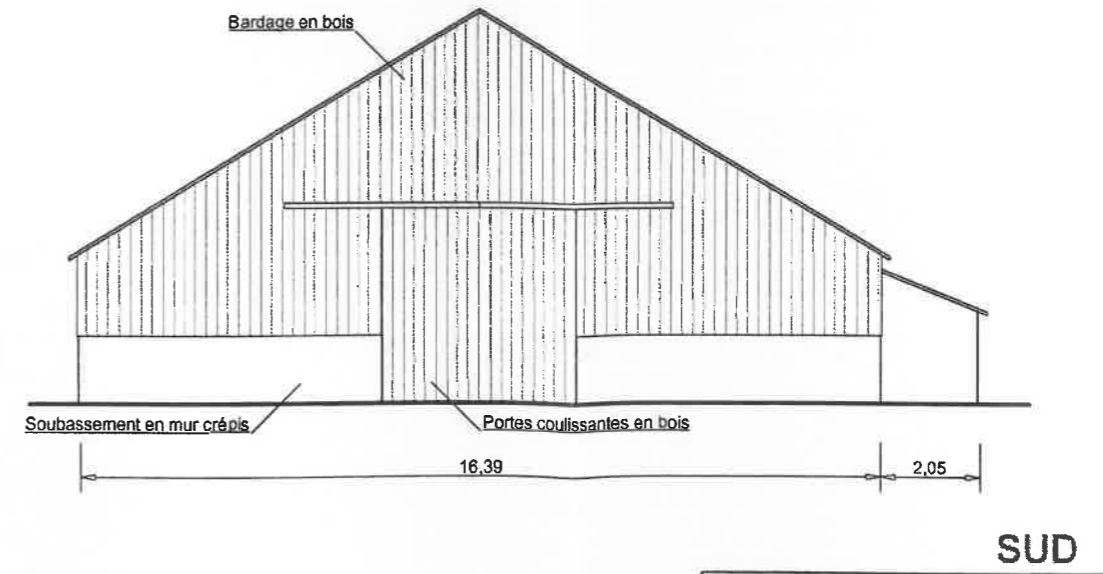 Bardage en bois
Soubassement en mur crépis
Portes coulissantes en bois
16,39
2,05
SUD